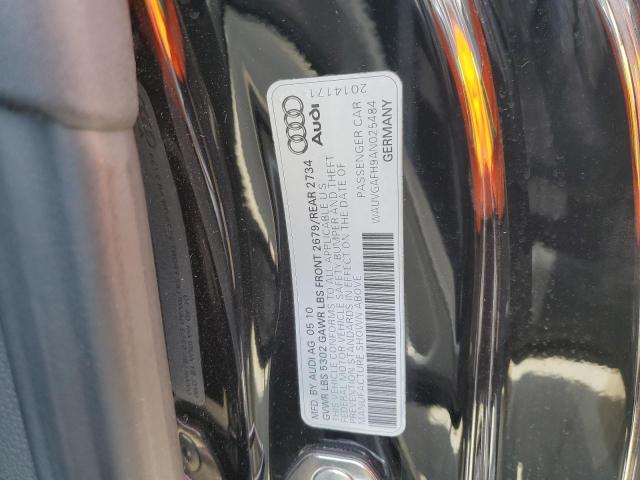 2014171
Audi
MFD. BY AUDI AG 05 10
GVWR LBS 5302 GAWR LBS FRONT 2679/REAR 2734
THIS VEHICLE CONFORMS TO ALL APPLICABLE U.S.
FEDERAL MOTOR VEHICLE SAFETY, BUMPER AND THEFT
PREVENTION STANDARDS IN EFFECT ON THE DATE OF
MANUFACTURE SHOWN ABOVE
PASSENGER CAR
WAUVGAFH9AN025484
GERMANY